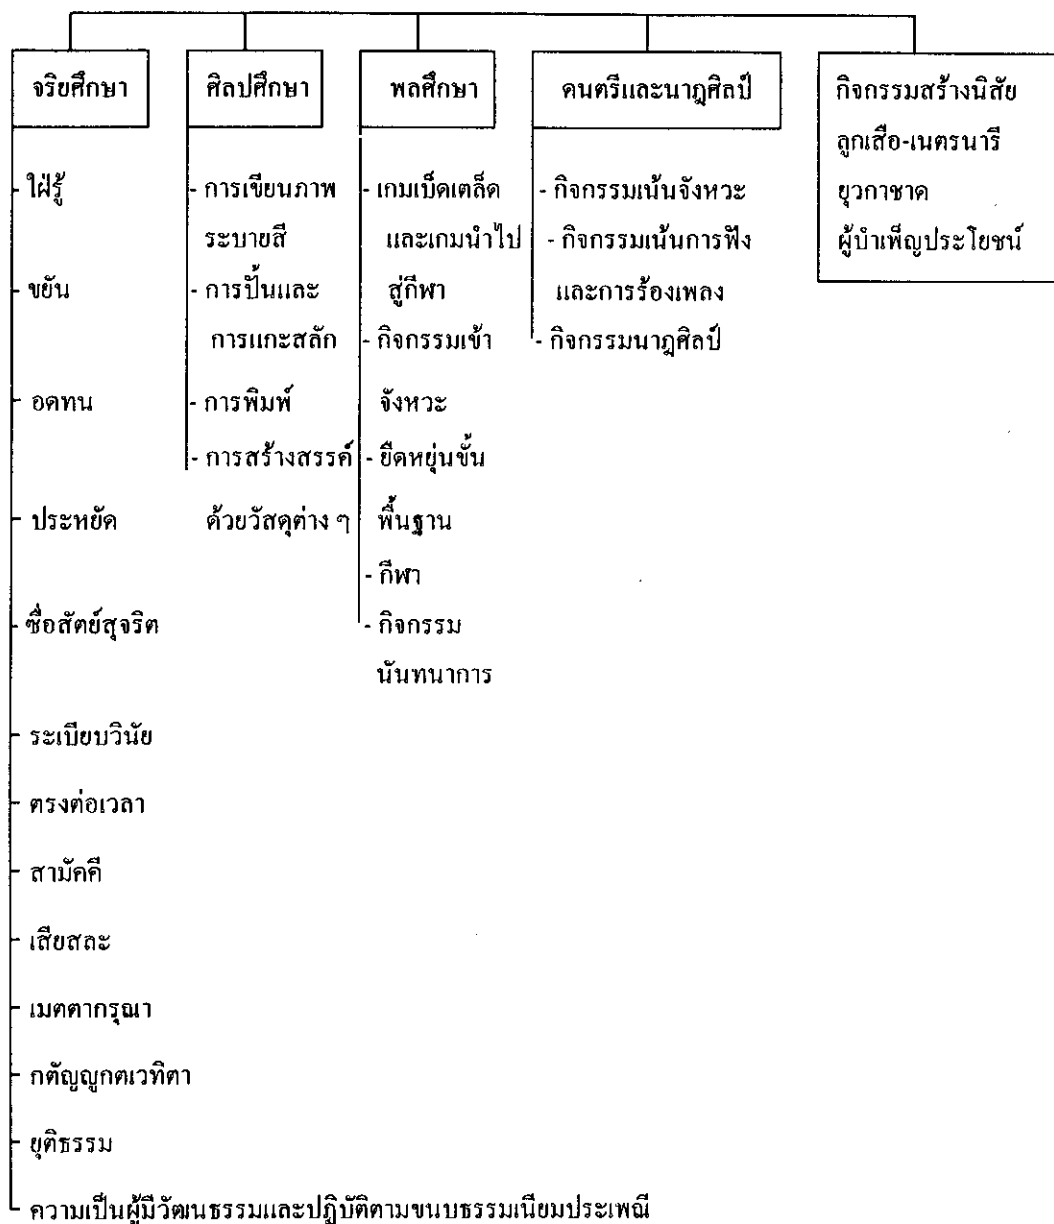 จริยศึกษา
ใฝ่รู้
ขยัน
อดทน
ประหยัด
ซื่อสัตย์สุจริต
ระเบียบวินัย
ตรงต่อเวลา
สามัคคี
เสียสละ
เมตตากรุณา
กตัญญูกตเวทิตา
ยุติธรรม
ความเป็นผู้มีวัฒนธรรมและปฏิบัติตามขนบธรรมเนียมประเพณี
ศิลปศึกษา
- การเขียนภาพ
ระบายสี
- การปั้นและ
การแกะสลัก
- การพิมพ์
- การสร้างสรรค์
ด้วยวัสดุต่าง ๆ
พลศึกษา
- เกมเบ็ดเตล็ด
และเกมนำไป
สู่กีฬา
- กิจกรรมเข้า
จังหวะ
- ยืดหยุ่นขั้น
พื้นฐาน
- กีฬา
- กิจกรรม
นันทนาการ
ดนตรีและนาฎศิลป์
- กิจกรรมเน้นจังหวะ
- กิจกรรมเน้นการฟัง
และการร้องเพลง
- กิจกรรมนาฎศิลป์
กิจกรรมสร้างนิสัย
ลูกเสือ-เนตรนารี
ยุวกาชาด
ผู้บำเพ็ญประโยชน์